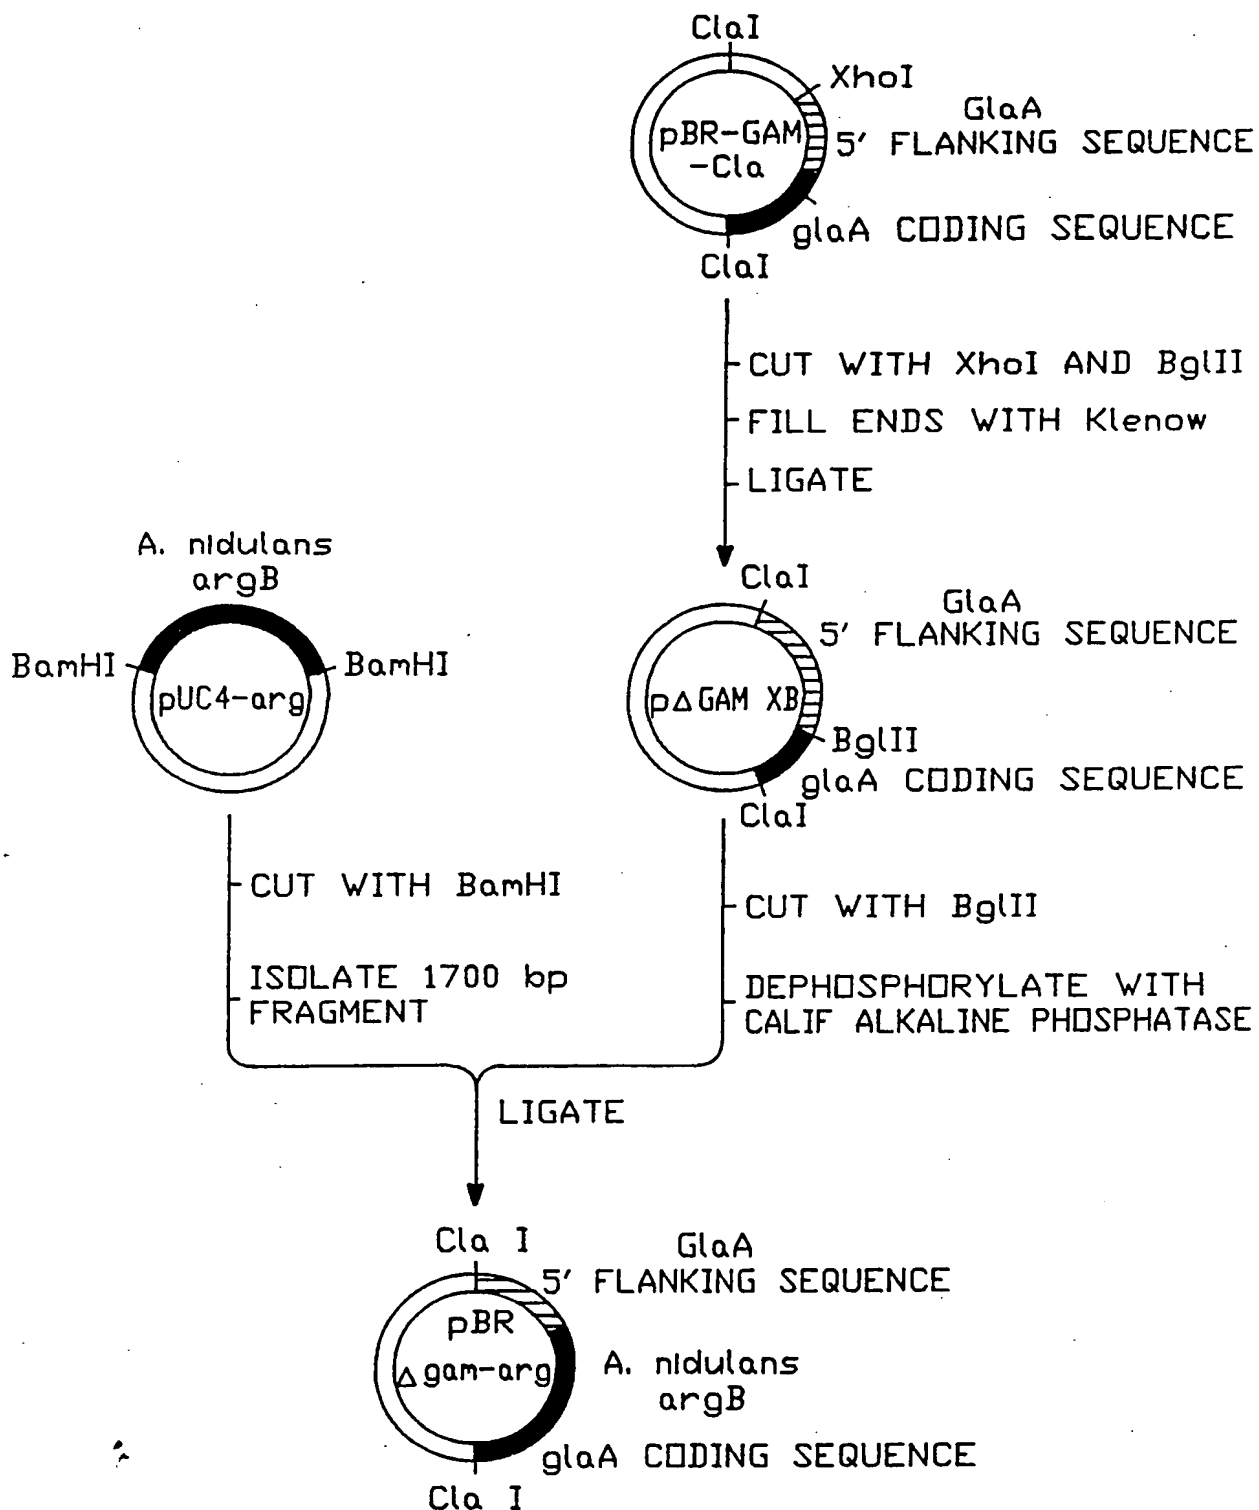 ClaI
XhoI
pBR-GAM
-Cla
GlaA
5' FLANKING SEQUENCE
glaA CODING SEQUENCE
ClaI
CUT WITH XhoI AND BglII
FILL ENDS WITH Klenow
LIGATE
A. nidulans
argB
BamHI
BamHI
pUC4-arg
ClaI
GlaA
5' FLANKING SEQUENCE
p△GAM XB
BglII
glaA CODING SEQUENCE
ClaI
CUT WITH BamHI
ISOLATE 1700 bp
FRAGMENT
CUT WITH BglII
DEPHOSPHORYLATE WITH
CALIF ALKALINE PHOSPHATASE
LIGATE
Cla I
GlaA
5' FLANKING SEQUENCE
pBR
△gam-arg
A. nidulans
argB
glaA CODING SEQUENCE
Cla I